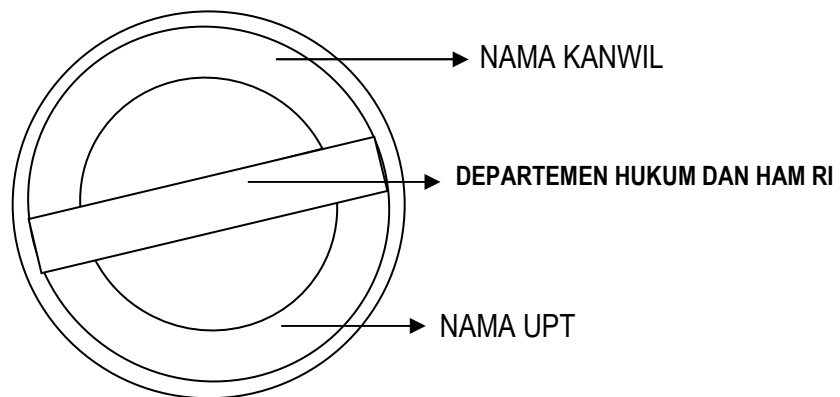 NAMA KANWIL
DEPARTEMEN HUKUM DAN HAM RI
NAMA UPT